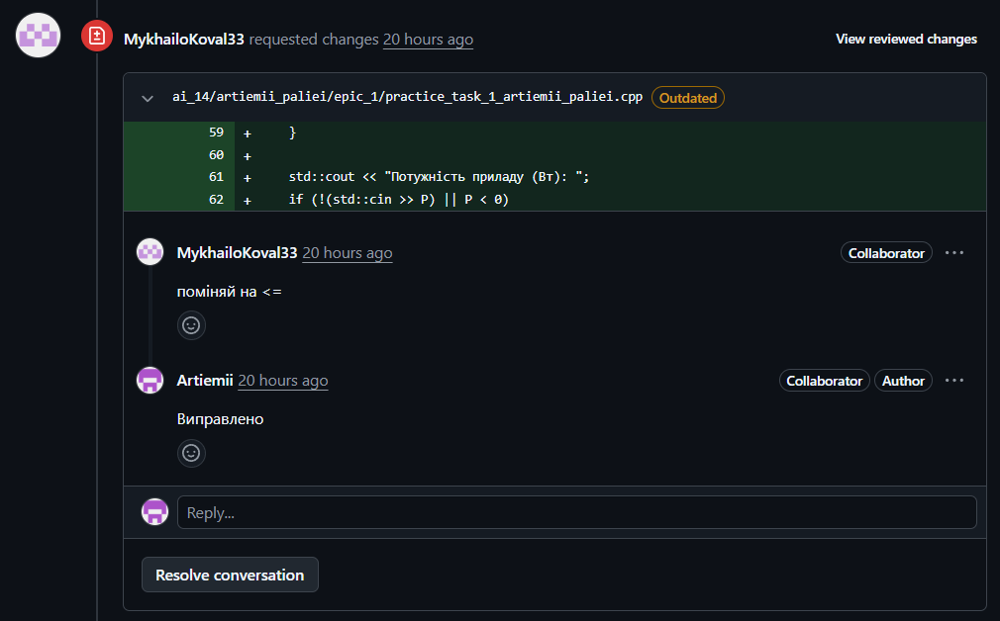 MykhailoKoval33 requested changes 20 hours ago
View reviewed changes
ai_14/artiemii_paliei/epic_1/practice_task_1_artiemii_paliei.cpp Outdated
59 + }
60 +
61 + std::cout << "Потужність приладу (Вт): ";
62 + if (!(std::cin >> P) || P < 0)
MykhailoKoval33 20 hours ago
Collaborator
поміняй на <=
Artiemii 20 hours ago
Collaborator Author
Виправлено
Reply...
Resolve conversation